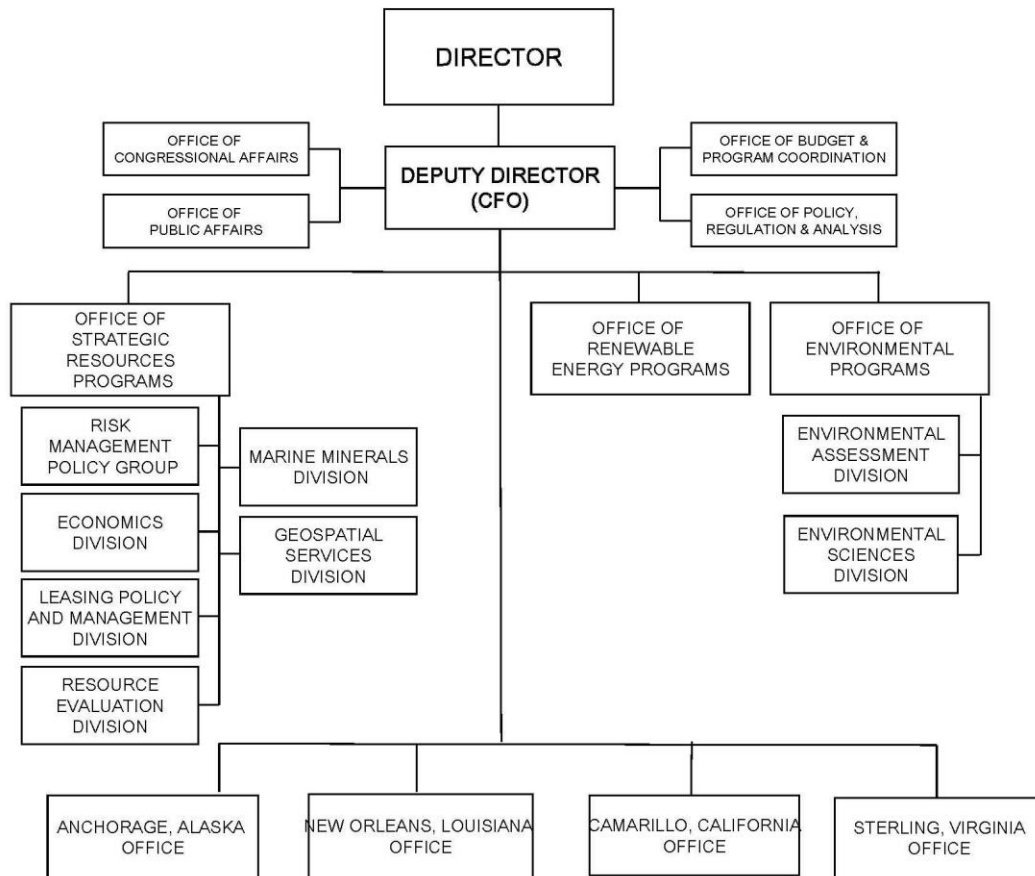 DIRECTOR
OFFICE OF
CONGRESSIONAL AFFAIRS
OFFICE OF
PUBLIC AFFAIRS
DEPUTY DIRECTOR
(CFO)
OFFICE OF BUDGET &
PROGRAM COORDINATION
OFFICE OF POLICY,
REGULATION & ANALYSIS
OFFICE OF
STRATEGIC
RESOURCES
PROGRAMS
RISK
MANAGEMENT
POLICY GROUP
ECONOMICS
DIVISION
LEASING POLICY
AND MANAGEMENT
DIVISION
RESOURCE
EVALUATION
DIVISION
MARINE MINERALS
DIVISION
GEOSPATIAL
SERVICES
DIVISION
OFFICE OF
RENEWABLE
ENERGY PROGRAMS
OFFICE OF
ENVIRONMENTAL
PROGRAMS
ENVIRONMENTAL
ASSESSMENT
DIVISION
ENVIRONMENTAL
SCIENCES
DIVISION
ANCHORAGE, ALASKA
OFFICE
NEW ORLEANS, LOUISIANA
OFFICE
CAMARILLO, CALIFORNIA
OFFICE
STERLING, VIRGINIA
OFFICE